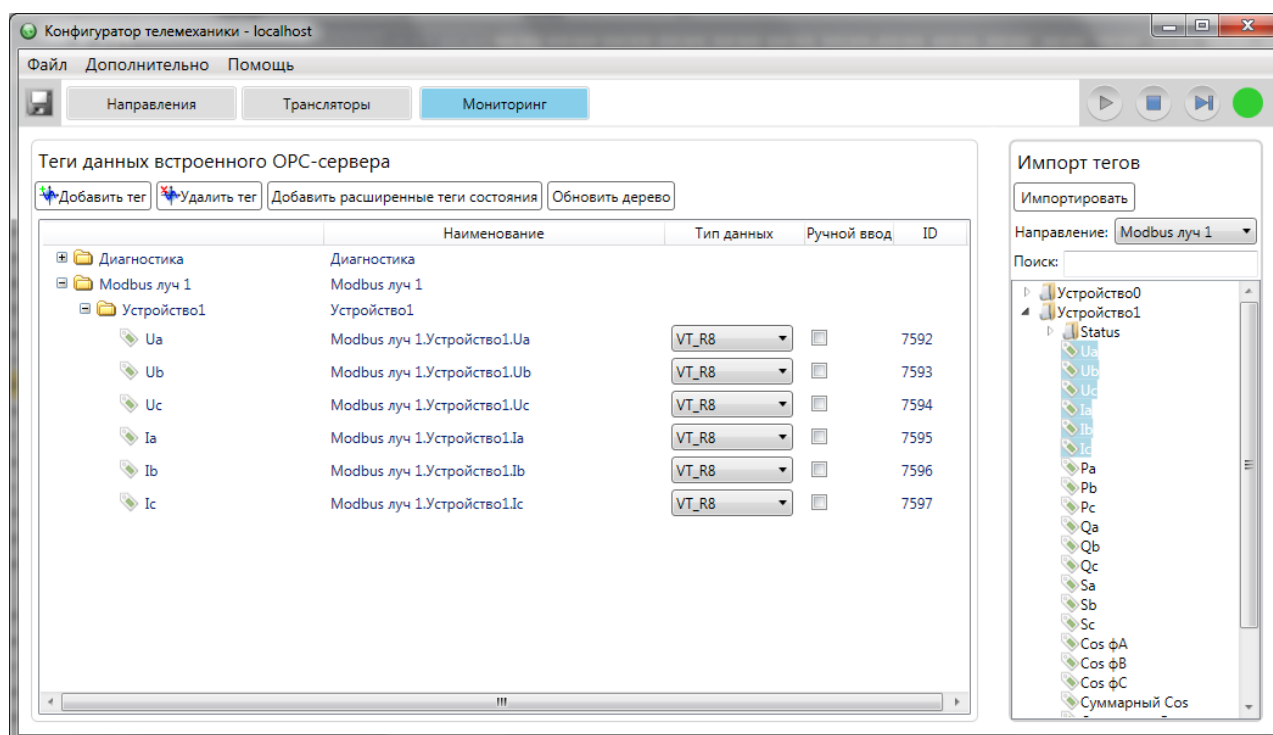 Конфигуратор телемеханики - localhost
Файл Дополнительно Помощь
Направления Трансляторы Мониторинг
Теги данных встроенного OPC-сервера
Добавить тег Удалить тег Добавить расширенные теги состояния Обновить дерево
Наименование Тип данных Ручной ввод ID
Диагностика Диагностика
Modbus луч 1 Modbus луч 1
Устройство1 Устройство1
Ua Modbus луч 1.Устройство1.Ua VT_R8 7592
Ub Modbus луч 1.Устройство1.Ub VT_R8 7593
Uc Modbus луч 1.Устройство1.Uc VT_R8 7594
Ia Modbus луч 1.Устройство1.Ia VT_R8 7595
Ib Modbus луч 1.Устройство1.Ib VT_R8 7596
Ic Modbus луч 1.Устройство1.Ic VT_R8 7597
Импорт тегов
Импортировать
Направление: Modbus луч 1
Поиск:
Устройство0
Устройство1
Status
Ua
Ub
Uc
Ia
Ib
Ic
Pa
Pb
Pc
Qa
Qb
Qc
Sa
Sb
Sc
Cos фА
Cos фВ
Cos фС
Суммарный Cos